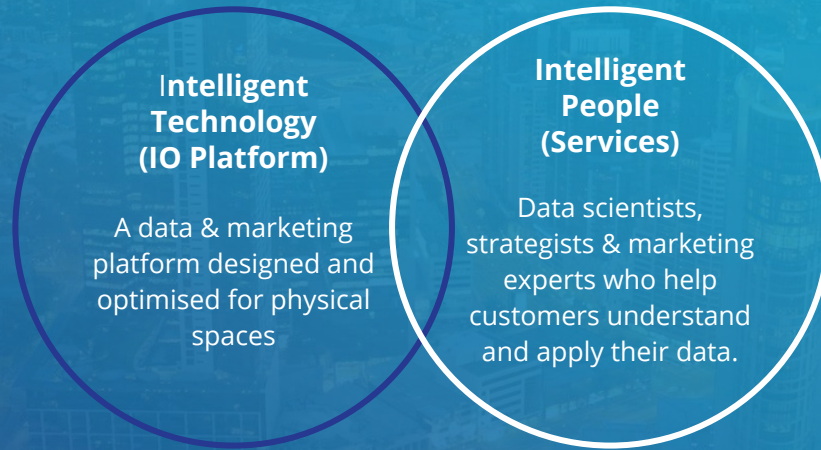 Intelligent
Technology
(IO Platform)
A data & marketing
platform designed and
optimised for physical
spaces
Intelligent
People
(Services)
Data scientists,
strategists & marketing
experts who help
customers understand
and apply their data.